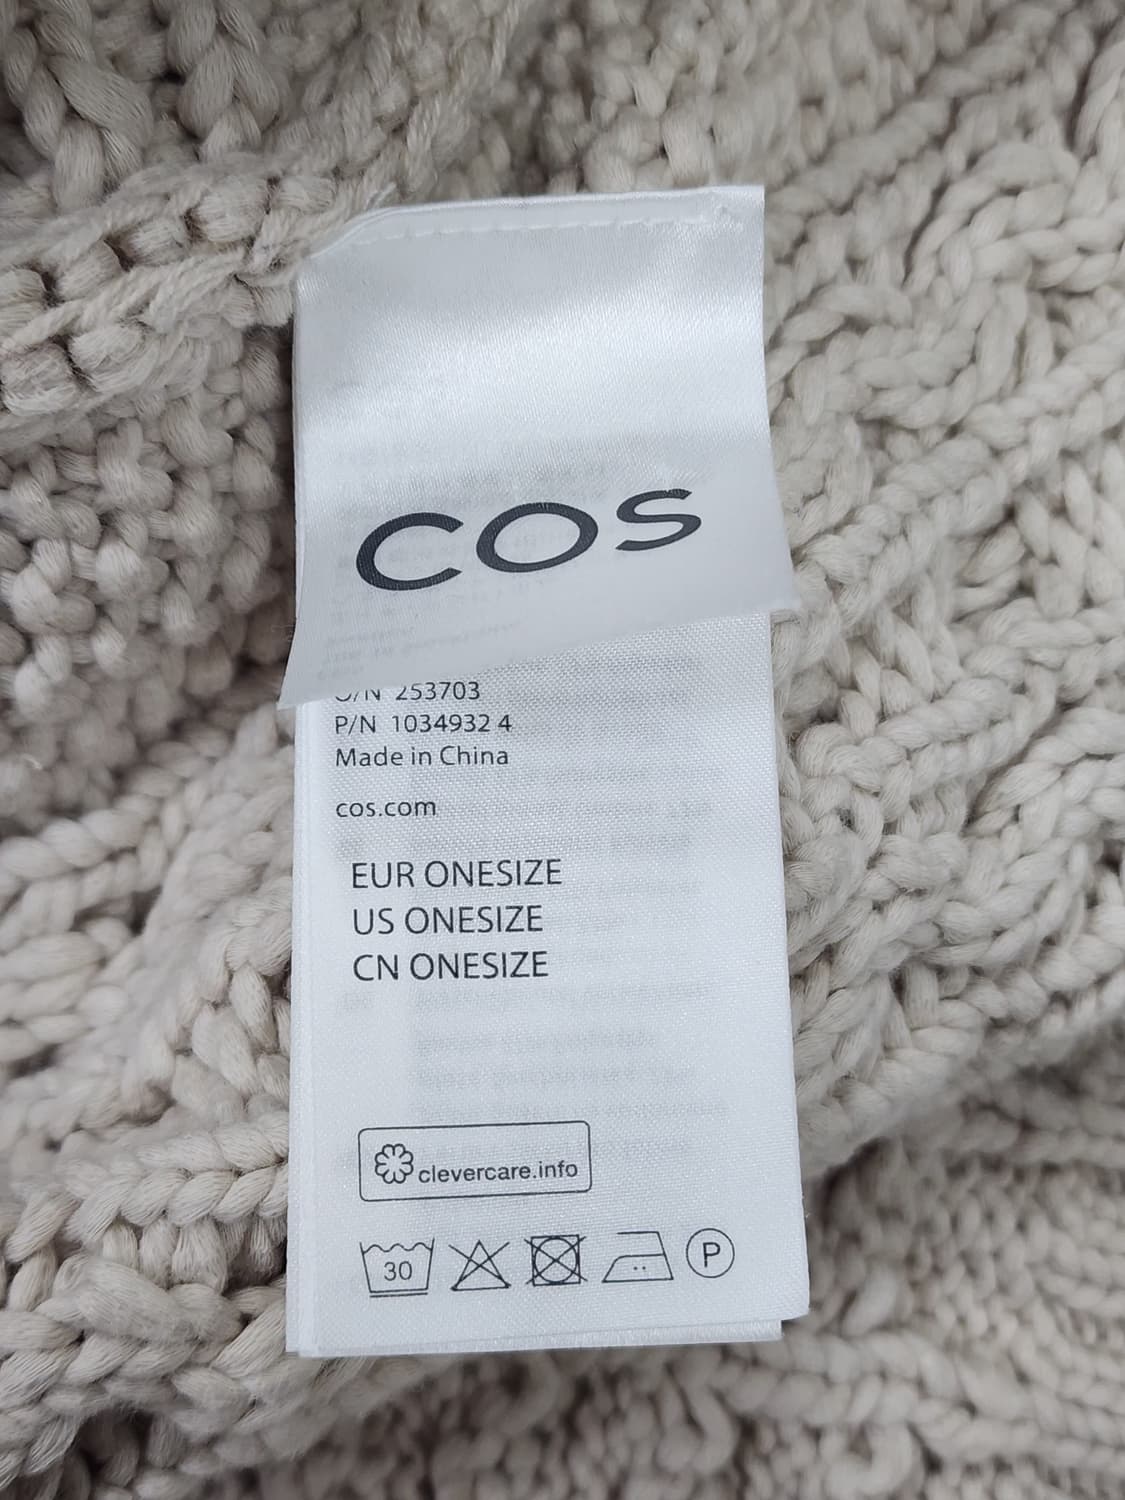 COS
O/N 253703
P/N 1034932 4
Made in China
cos.com
EUR ONESIZE
US ONESIZE
CN ONESIZE
clevercare.info
30
P